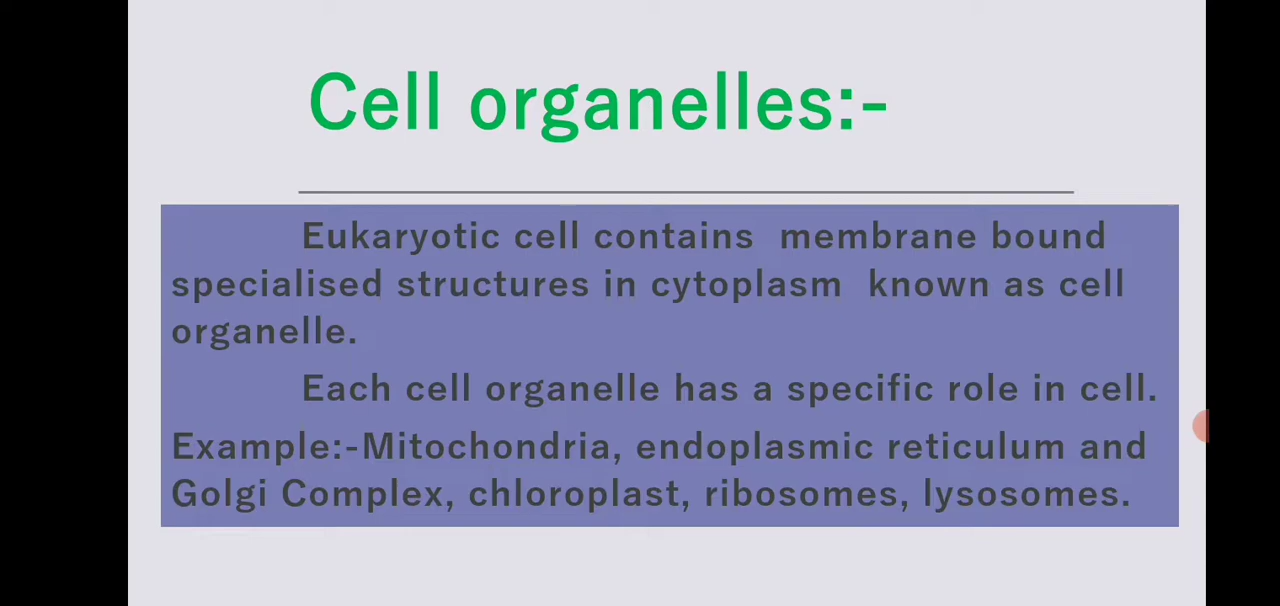 Cell organelles:-
Eukaryotic cell contains  membrane bound
specialised structures in cytoplasm  known as cell
organelle.
Each cell organelle has a specific role in cell.
Example:-Mitochondria, endoplasmic reticulum and
Golgi Complex, chloroplast, ribosomes, lysosomes.